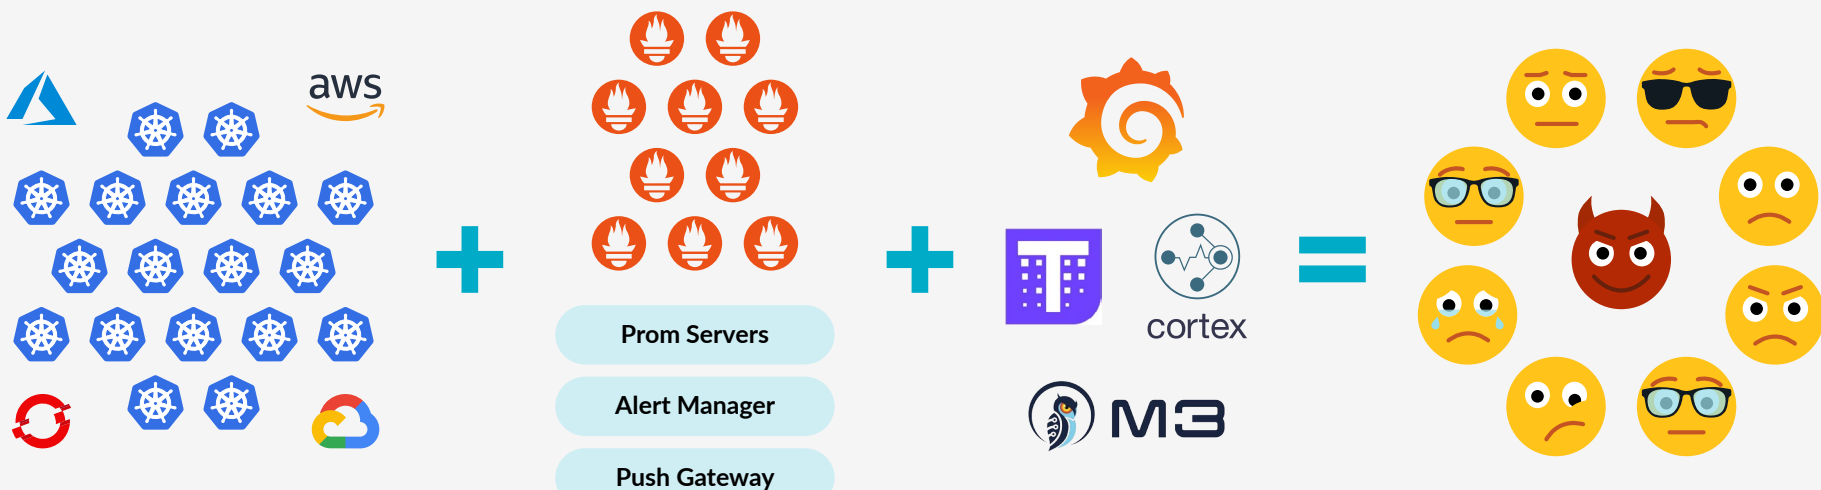 aws
Prom Servers
Alert Manager
Push Gateway
T
cortex
M3